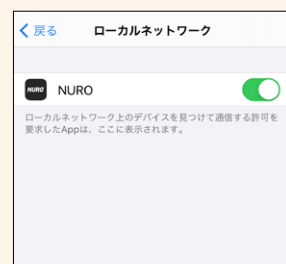 戻る ローカルネットワーク
NURO NURO
ローカルネットワーク上のデバイスを見つけて通信する許可を
要求したAppは、ここに表示されます。